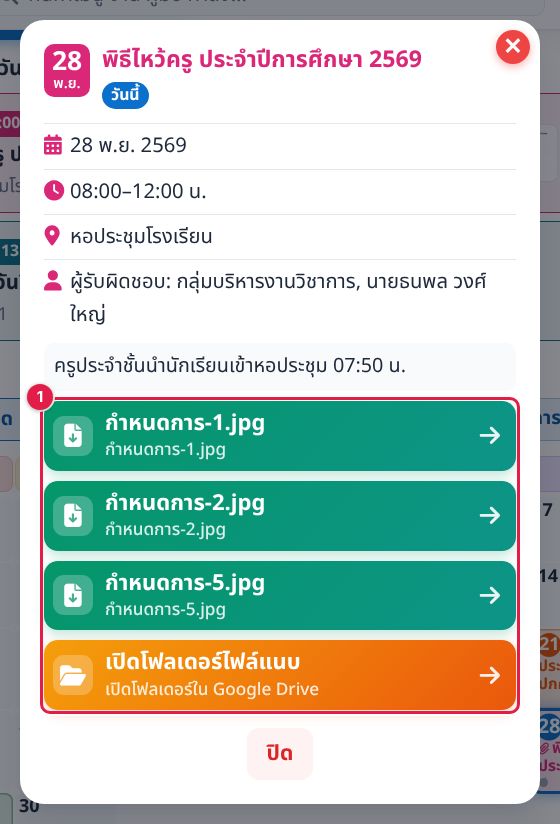 28
พ.ย.
พิธีไหว้ครู ประจำปีการศึกษา 2569
วันนี้
28 พ.ย. 2569
08:00–12:00 น.
หอประชุมโรงเรียน
ผู้รับผิดชอบ: กลุ่มบริหารงานวิชาการ, นายธนพล วงศ์
ใหญ่
ครูประจำชั้นนำนักเรียนเข้าหอประชุม 07:50 น.
1
กำหนดการ-1.jpg
กำหนดการ-1.jpg
กำหนดการ-2.jpg
กำหนดการ-2.jpg
กำหนดการ-5.jpg
กำหนดการ-5.jpg
เปิดโฟลเดอร์ไฟล์แนบ
เปิดโฟลเดอร์ใน Google Drive
ปิด
7
14
21
28
30